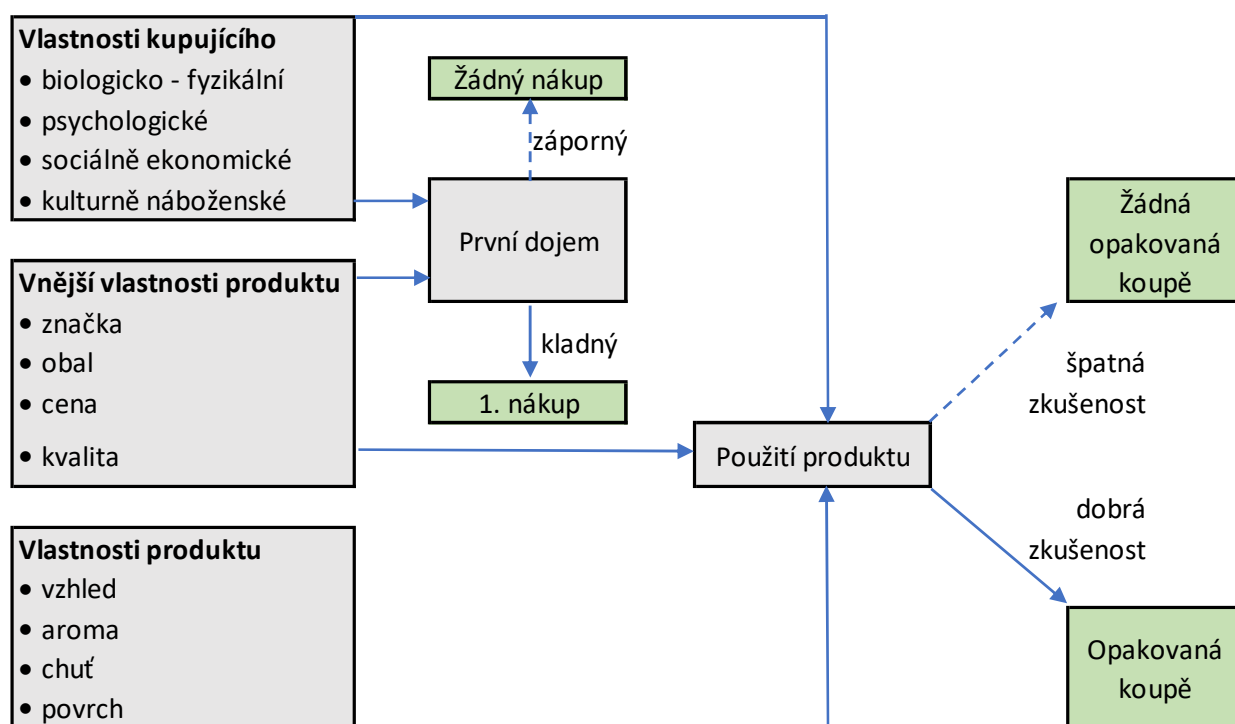 Vlastnosti kupujícího
• biologicko - fyzikální
• psychologické
• sociálně ekonomické
• kulturně náboženské
Žádný nákup
záporný
První dojem
kladný
1. nákup
Vnější vlastnosti produktu
• značka
• obal
• cena
• kvalita
Vlastnosti produktu
• vzhled
• aroma
• chuť
• povrch
Použití produktu
Žádná
opakovaná
koupě
špatná
zkušenost
dobrá
zkušenost
Opakovaná
koupě